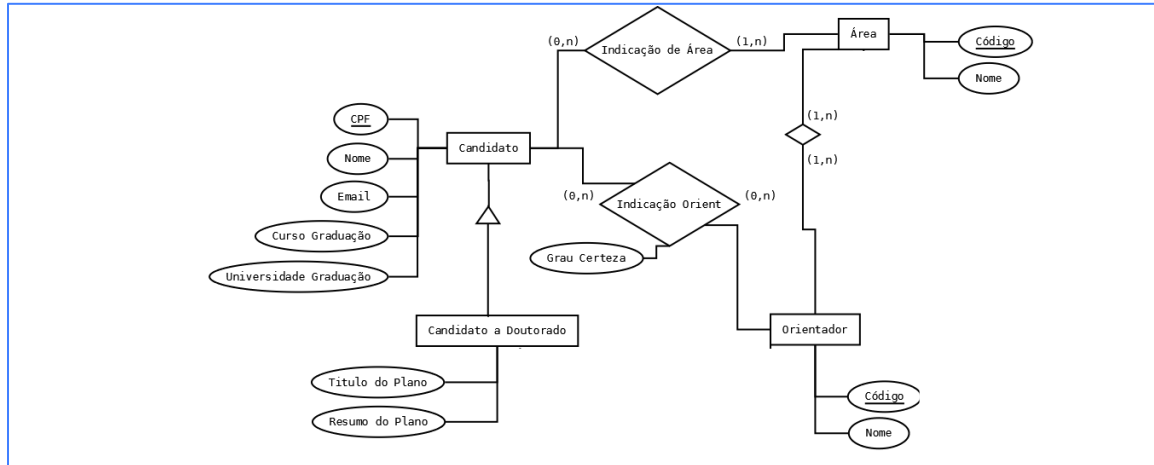 (0,n)
Indicação de Área
(1,n)
Área
Código
Nome
CPF
Candidato
Nome
Email
Curso Graduação
Universidade Graduação
(1,n)
(1,n)
(0,n)
Indicação Orient
(0,n)
Grau Certeza
Candidato a Doutorado
Orientador
Titulo do Plano
Resumo do Plano
Código
Nome